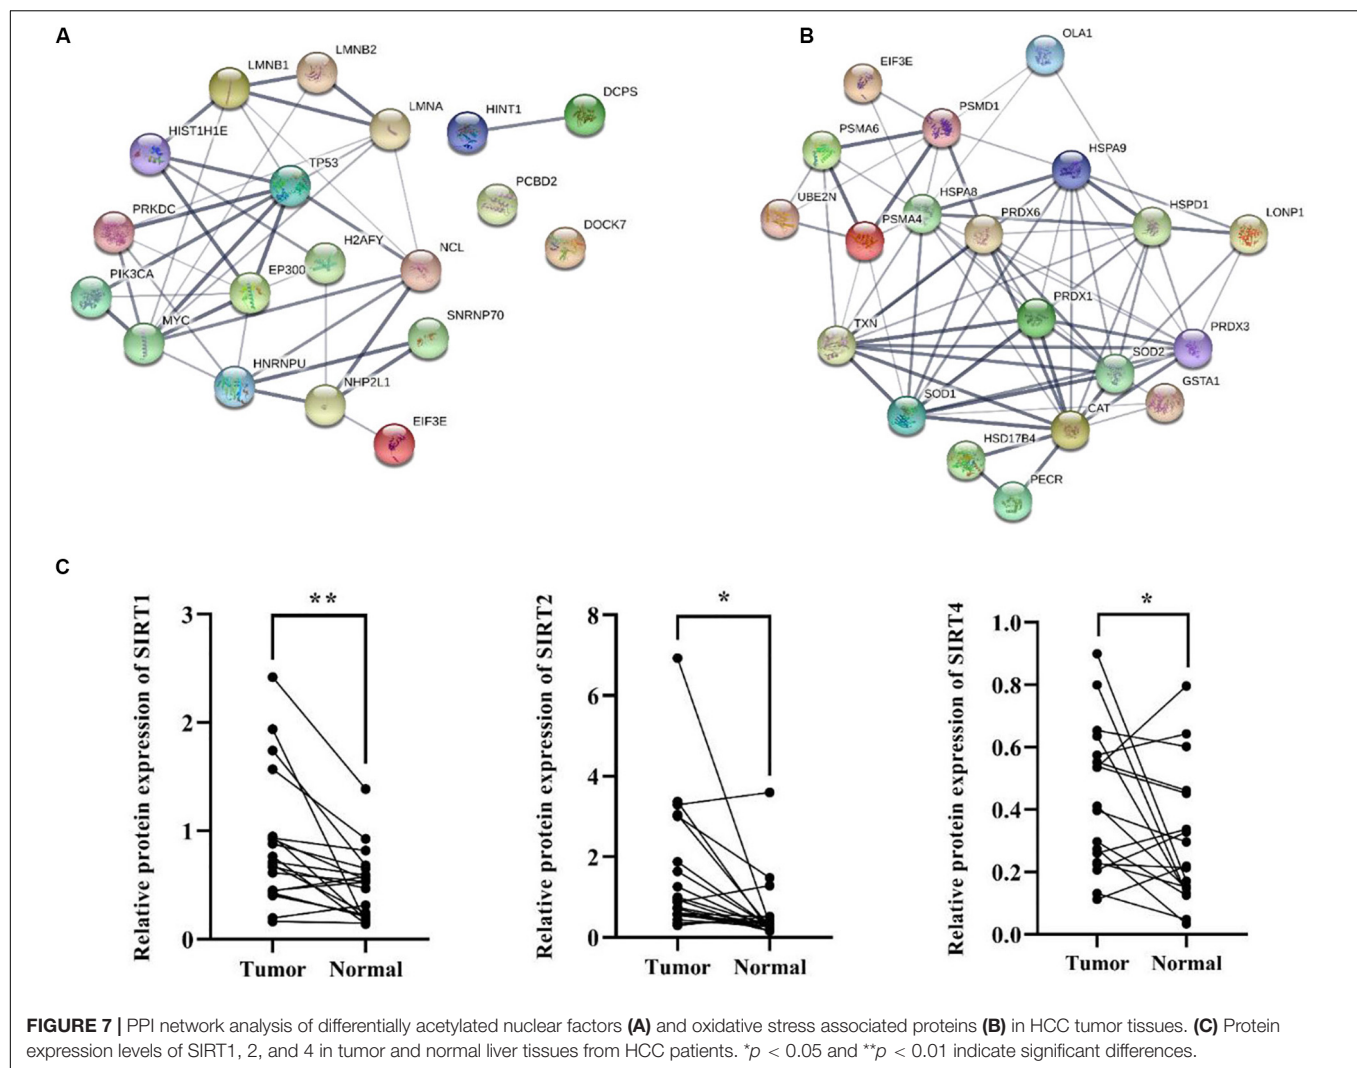 A
LMNB1
LMNB2
LMNA
HIST1H1E
TP53
PRKDC
H2AFY
NCL
PIK3CA
EP300
MYC
SNRNP70
HNRNPU
NHP2L1
EIF3E
HINT1
DCPS
PCBD2
DOCK7
B
OLA1
EIF3E
PSMD1
PSMA6
HSPA9
UBE2N
HSPA8
PSMA4
PRDX6
HSPD1
LONP1
PRDX1
TXN
PRDX3
SOD2
GSTA1
SOD1
CAT
HSD17B4
PECR
C
Relative protein expression of SIRT1
3
2
1
0
**
Tumor Normal
Relative protein expression of SIRT2
8
6
4
2
0
*
Tumor Normal
Relative protein expression of SIRT4
1.0
0.8
0.6
0.4
0.2
0.0
*
Tumor Normal
FIGURE 7 | PPI network analysis of differentially acetylated nuclear factors (A) and oxidative stress associated proteins (B) in HCC tumor tissues. (C) Protein
expression levels of SIRT1, 2, and 4 in tumor and normal liver tissues from HCC patients. *p < 0.05 and **p < 0.01 indicate significant differences.